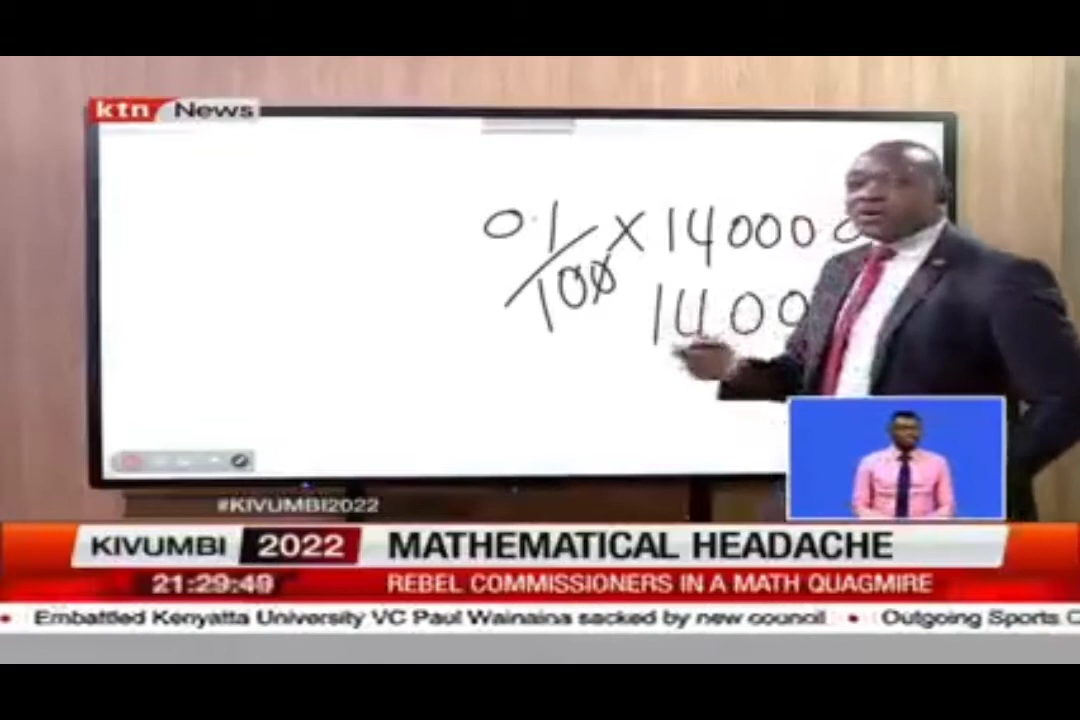 ktn News
0.1/100 × 14000
1400
#KIVUMBI2022
KIVUMBI 2022 MATHEMATICAL HEADACHE
21:29:49 REBEL COMMISSIONERS IN A MATH QUAGMIRE
• Embattled Kenyatta University VC Paul Wainaina sacked by new council • Outgoing Sports